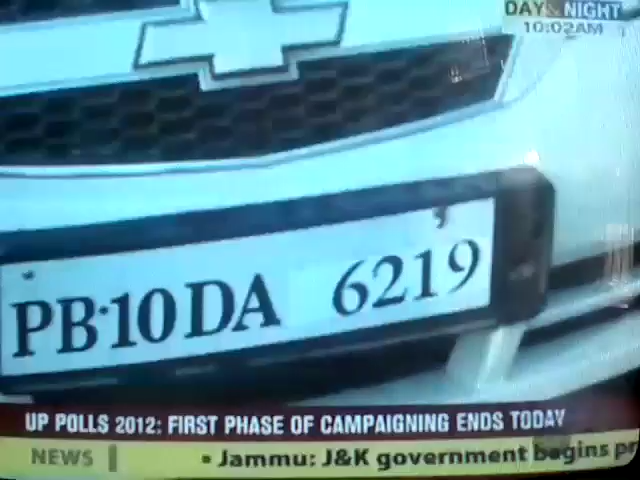 DAY & NIGHT
10:02AM
PB·10DA 6219
UP POLLS 2012: FIRST PHASE OF CAMPAIGNING ENDS TODAY
NEWS
▪ Jammu: J&K government begins pr